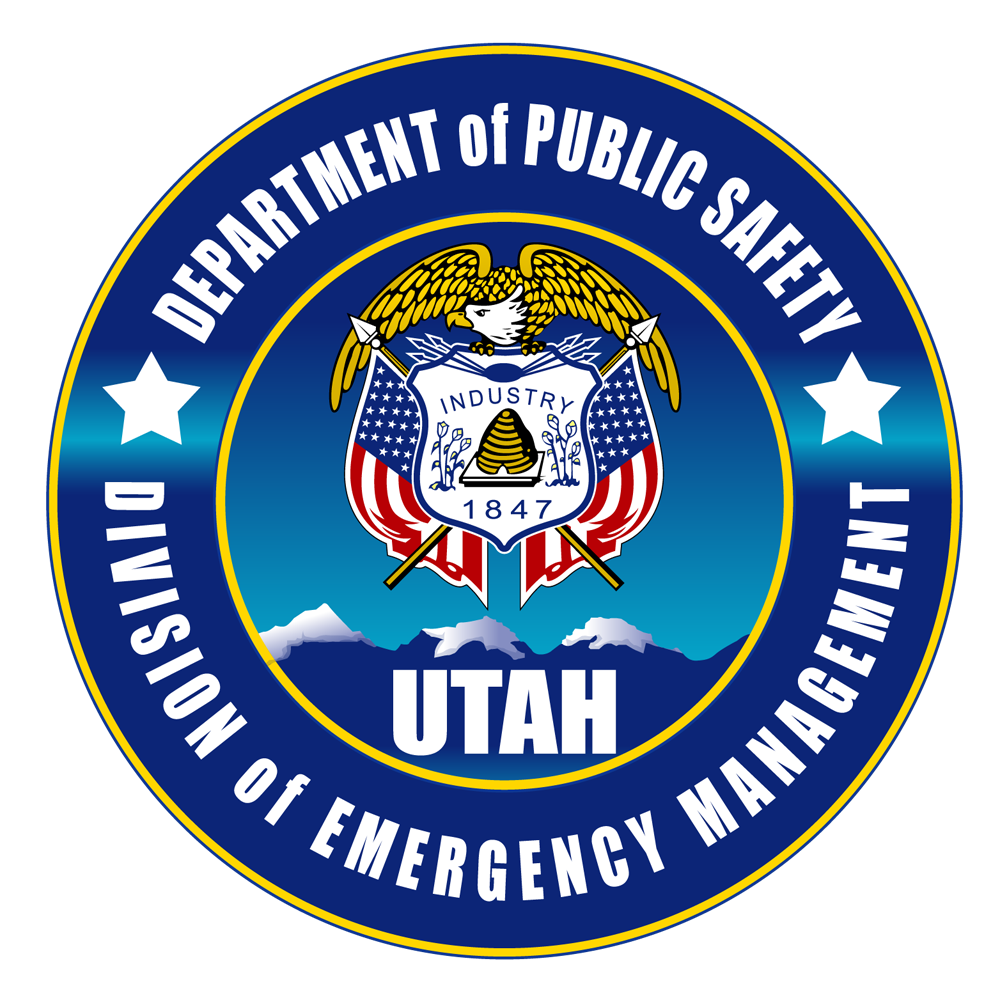 DEPARTMENT of PUBLIC SAFETY
INDUSTRY
1847
UTAH
DIVISION of EMERGENCY MANAGEMENT